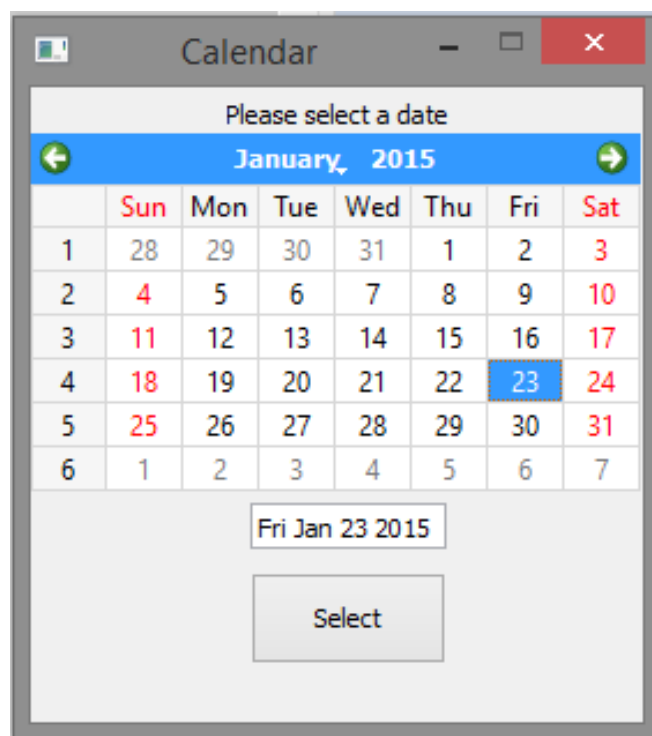 Calendar
Please select a date
January, 2015
Sun Mon Tue Wed Thu Fri Sat
1 28 29 30 31 1 2 3
2 4 5 6 7 8 9 10
3 11 12 13 14 15 16 17
4 18 19 20 21 22 23 24
5 25 26 27 28 29 30 31
6 1 2 3 4 5 6 7
Fri Jan 23 2015
Select